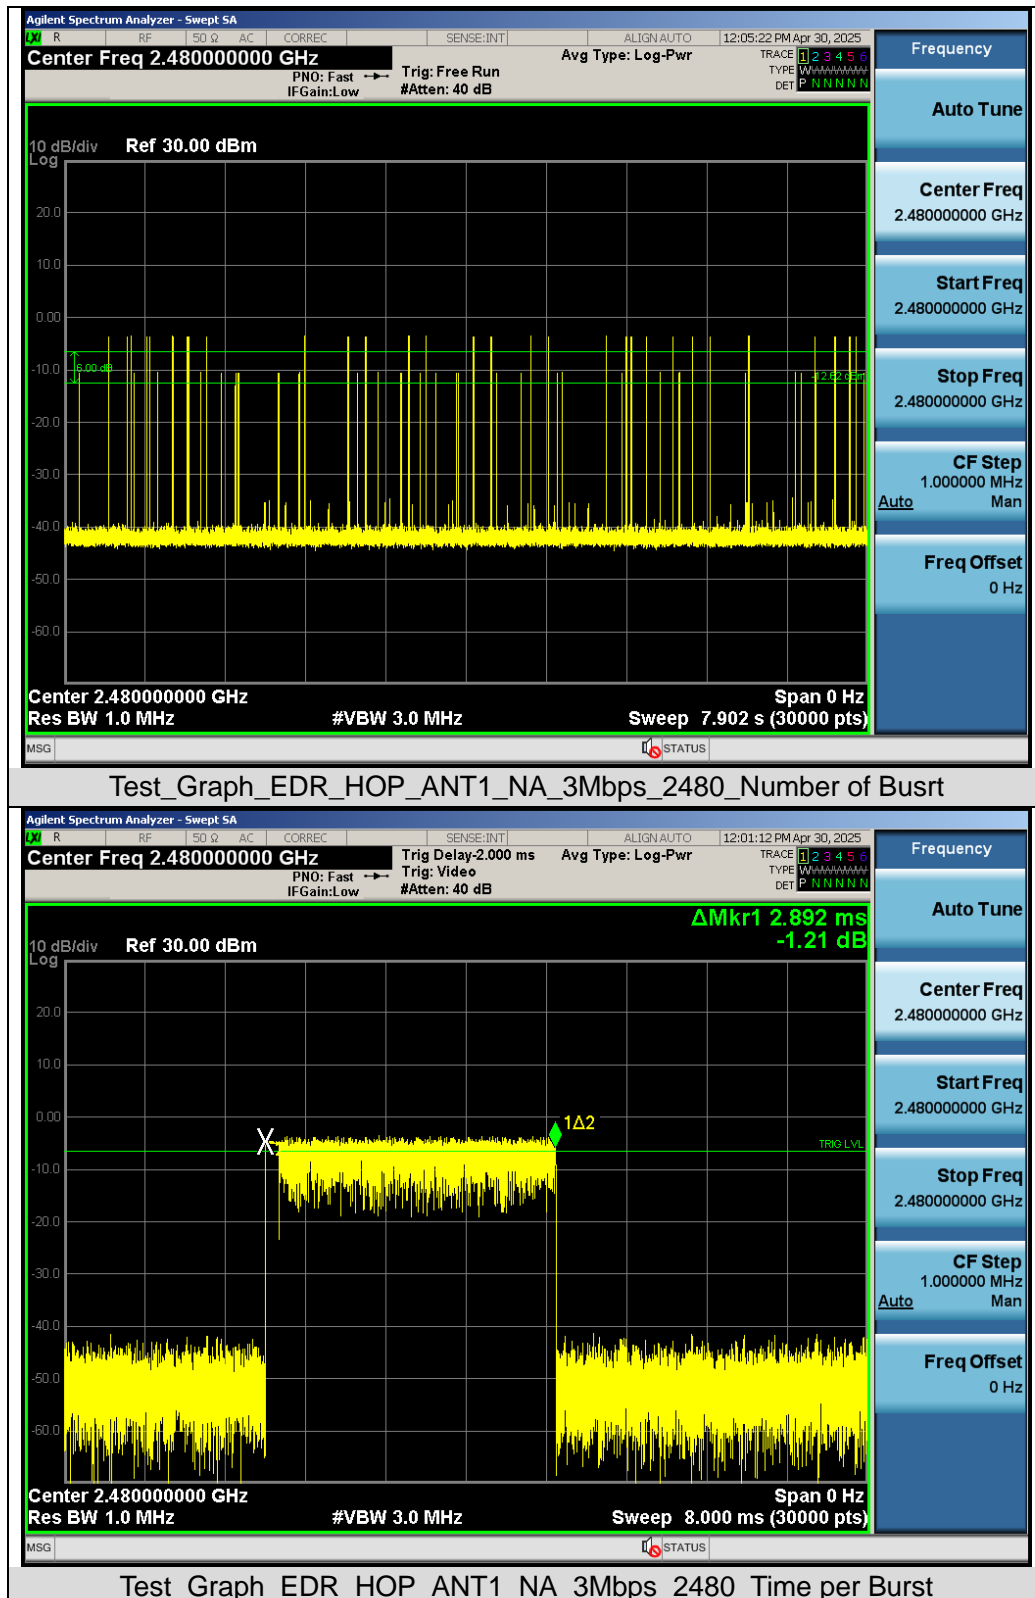 Agilent Spectrum Analyzer - Swept SA
LXI R RF 50 Ω AC CORREC SENSE:INT ALIGN AUTO 12:05:22 PM Apr 30, 2025
Center Freq 2.480000000 GHz
PNO: Fast
IFGain:Low
Trig: Free Run
#Atten: 40 dB
Avg Type: Log-Pwr
TRACE 1 2 3 4 5 6
TYPE WWWWWW
DET P N N N N N
Frequency
Auto Tune
Center Freq
2.480000000 GHz
Start Freq
2.480000000 GHz
Stop Freq
2.480000000 GHz
CF Step
1.000000 MHz
Auto Man
Freq Offset
0 Hz
10 dB/div Ref 30.00 dBm
Log
20.0
10.0
0.00
-10.0
-20.0
-30.0
-40.0
-50.0
-60.0
6.00 dB
-12.62 dBm
Center 2.480000000 GHz Span 0 Hz
Res BW 1.0 MHz #VBW 3.0 MHz Sweep 7.902 s (30000 pts)
MSG STATUS
Test_Graph_EDR_HOP_ANT1_NA_3Mbps_2480_Number of Busrt
Agilent Spectrum Analyzer - Swept SA
LXI R RF 50 Ω AC CORREC SENSE:INT ALIGN AUTO 12:01:12 PM Apr 30, 2025
Center Freq 2.480000000 GHz
PNO: Fast
IFGain:Low
Trig Delay-2.000 ms
Trig: Video
#Atten: 40 dB
Avg Type: Log-Pwr
TRACE 1 2 3 4 5 6
TYPE WWWWWW
DET P N N N N N
Frequency
Auto Tune
Center Freq
2.480000000 GHz
Start Freq
2.480000000 GHz
Stop Freq
2.480000000 GHz
CF Step
1.000000 MHz
Auto Man
Freq Offset
0 Hz
ΔMkr1 2.892 ms
-1.21 dB
10 dB/div Ref 30.00 dBm
Log
20.0
10.0
0.00
-10.0
-20.0
-30.0
-40.0
-50.0
-60.0
1Δ2
TRIG LVL
Center 2.480000000 GHz Span 0 Hz
Res BW 1.0 MHz #VBW 3.0 MHz Sweep 8.000 ms (30000 pts)
MSG STATUS
Test_Graph_EDR_HOP_ANT1_NA_3Mbps_2480_Time per Burst